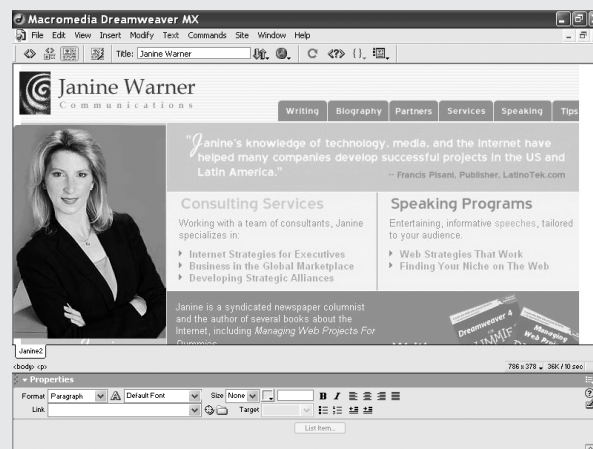 Macromedia Dreamweaver MX
File Edit View Insert Modify Text Commands Site Window Help
Title: Janine Warner
Janine Warner
Communications
Writing Biography Partners Services Speaking Tips
"Janine's knowledge of technology, media, and the Internet have
helped many companies develop successful projects in the US and
Latin America."
-- Francis Pisani, Publisher, LatinoTek.com
Consulting Services
Working with a team of consultants, Janine
specializes in:
Internet Strategies for Executives
Business in the Global Marketplace
Developing Strategic Alliances
Speaking Programs
Entertaining, informative speeches, tailored
to your audience.
Web Strategies That Work
Finding Your Niche on The Web
Janine is a syndicated newspaper columnist
and the author of several books about the
Internet, including Managing Web Projects For
Dummies
Dreamweaver 4
Managing
Janine2
<body> <p>
786 x 378 36K / 10 sec
Properties
Format Paragraph Default Font Size None B I
Link Target
List Item...